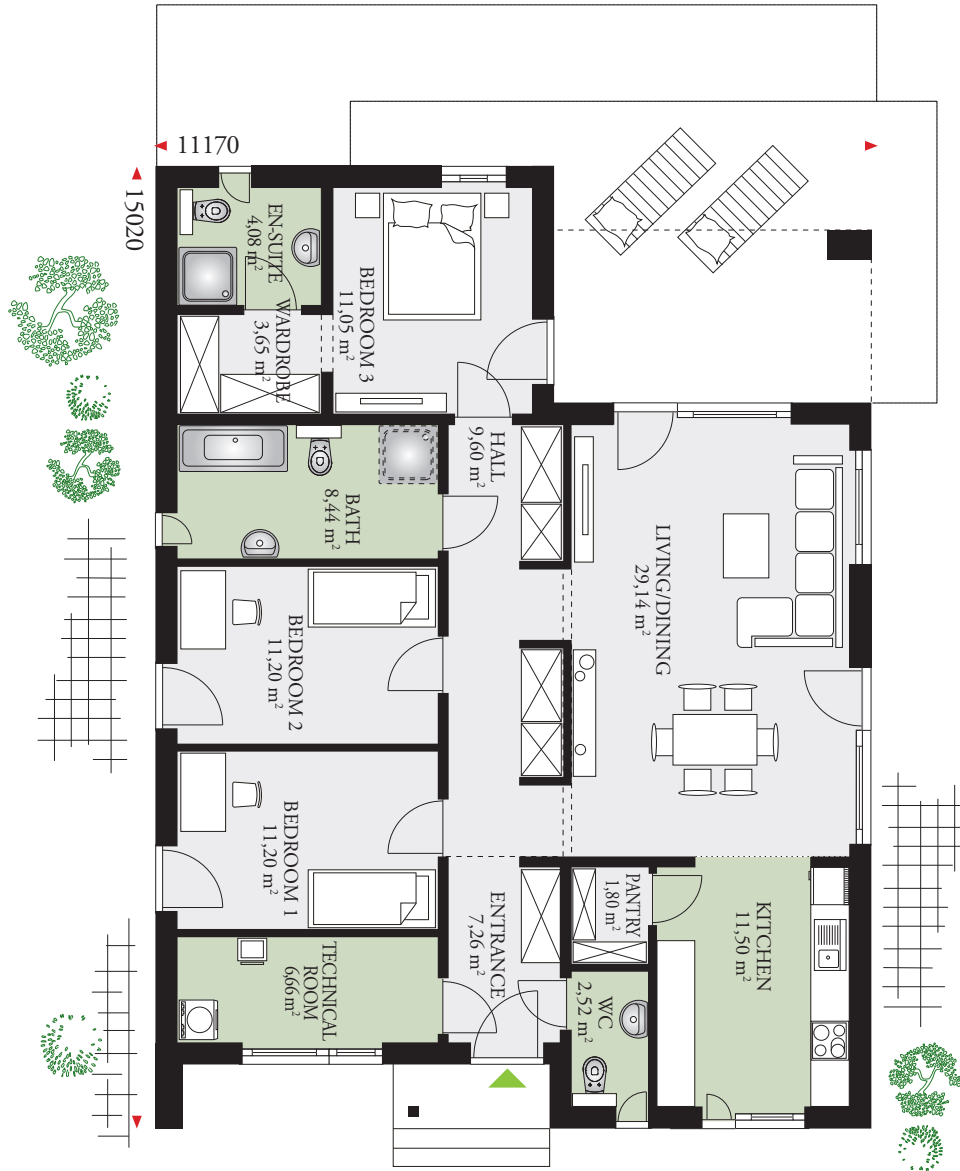 11170
15020
EN-SUITE
4,08 m²
WARDROBE
3,65 m²
BEDROOM 3
11,05 m²
HALL
9,60 m²
BATH
8,44 m²
LIVING/DINING
29,14 m²
BEDROOM 2
11,20 m²
BEDROOM 1
11,20 m²
ENTRANCE
7,26 m²
PANTRY
1,80 m²
KITCHEN
11,50 m²
TECHNICAL
ROOM
6,66 m²
WC
2,52 m²